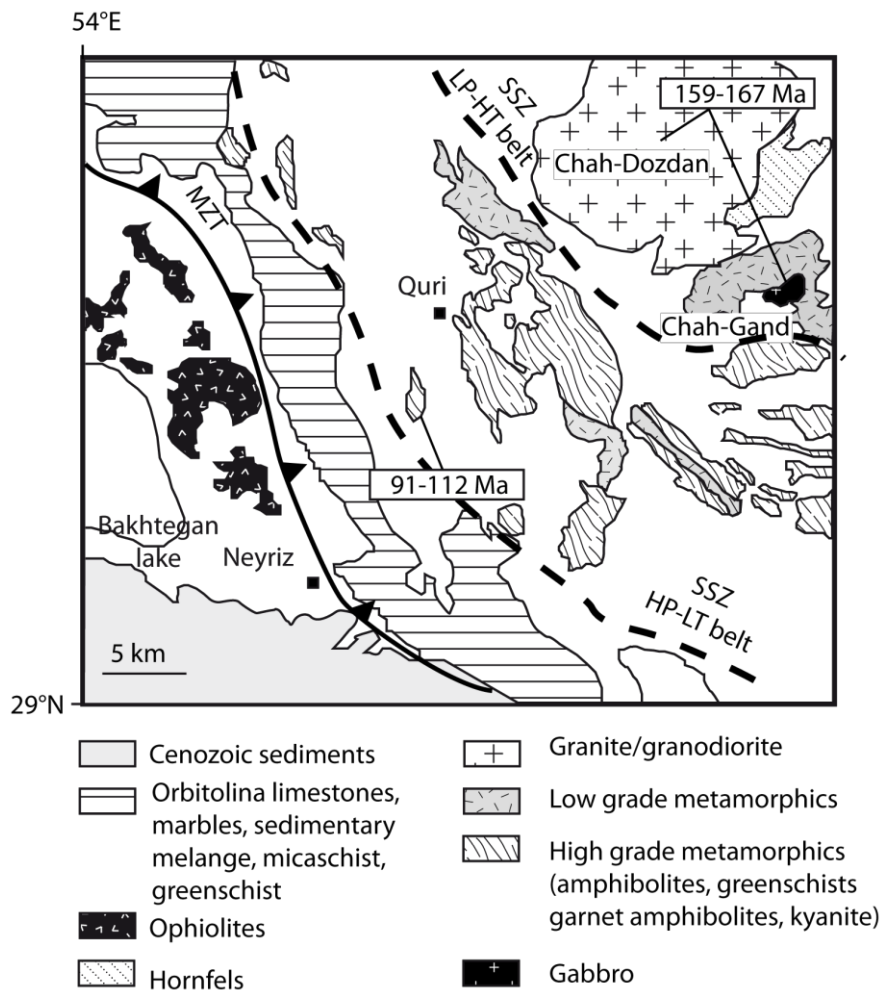 54°E
SSZ
LP-HT belt
159-167 Ma
Chah-Dozdan
MZT
Quri
Chah-Gand
91-112 Ma
Bakhtegan
lake
Neyriz
SSZ
HP-LT belt
5 km
29°N
Cenozoic sediments
Orbitolina limestones,
marbles, sedimentary
melange, micaschist,
greenschist
Ophiolites
Hornfels
Granite/granodiorite
Low grade metamorphics
High grade metamorphics
(amphibolites, greenschists
garnet amphibolites, kyanite)
Gabbro